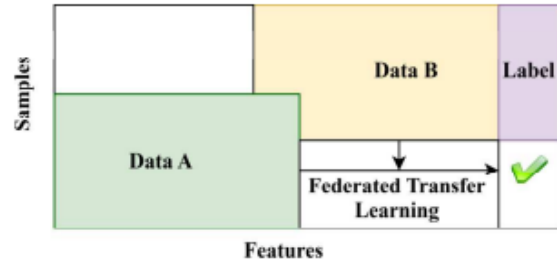 Samples
Data B
Label
Data A
Federated Transfer
Learning
Features